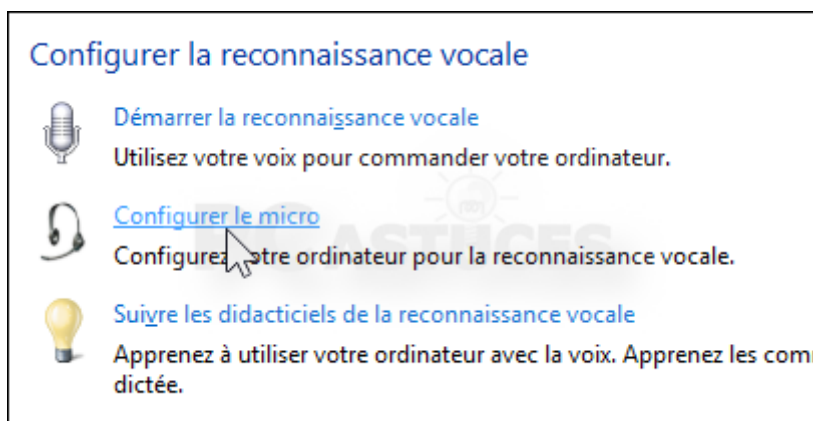 Configurer la reconnaissance vocale
Démarrer la reconnaissance vocale
Utilisez votre voix pour commander votre ordinateur.
Configurer le micro
Configurez votre ordinateur pour la reconnaissance vocale.
PC ASTUCES
Suivre les didacticiels de la reconnaissance vocale
Apprenez à utiliser votre ordinateur avec la voix. Apprenez les com
dictée.